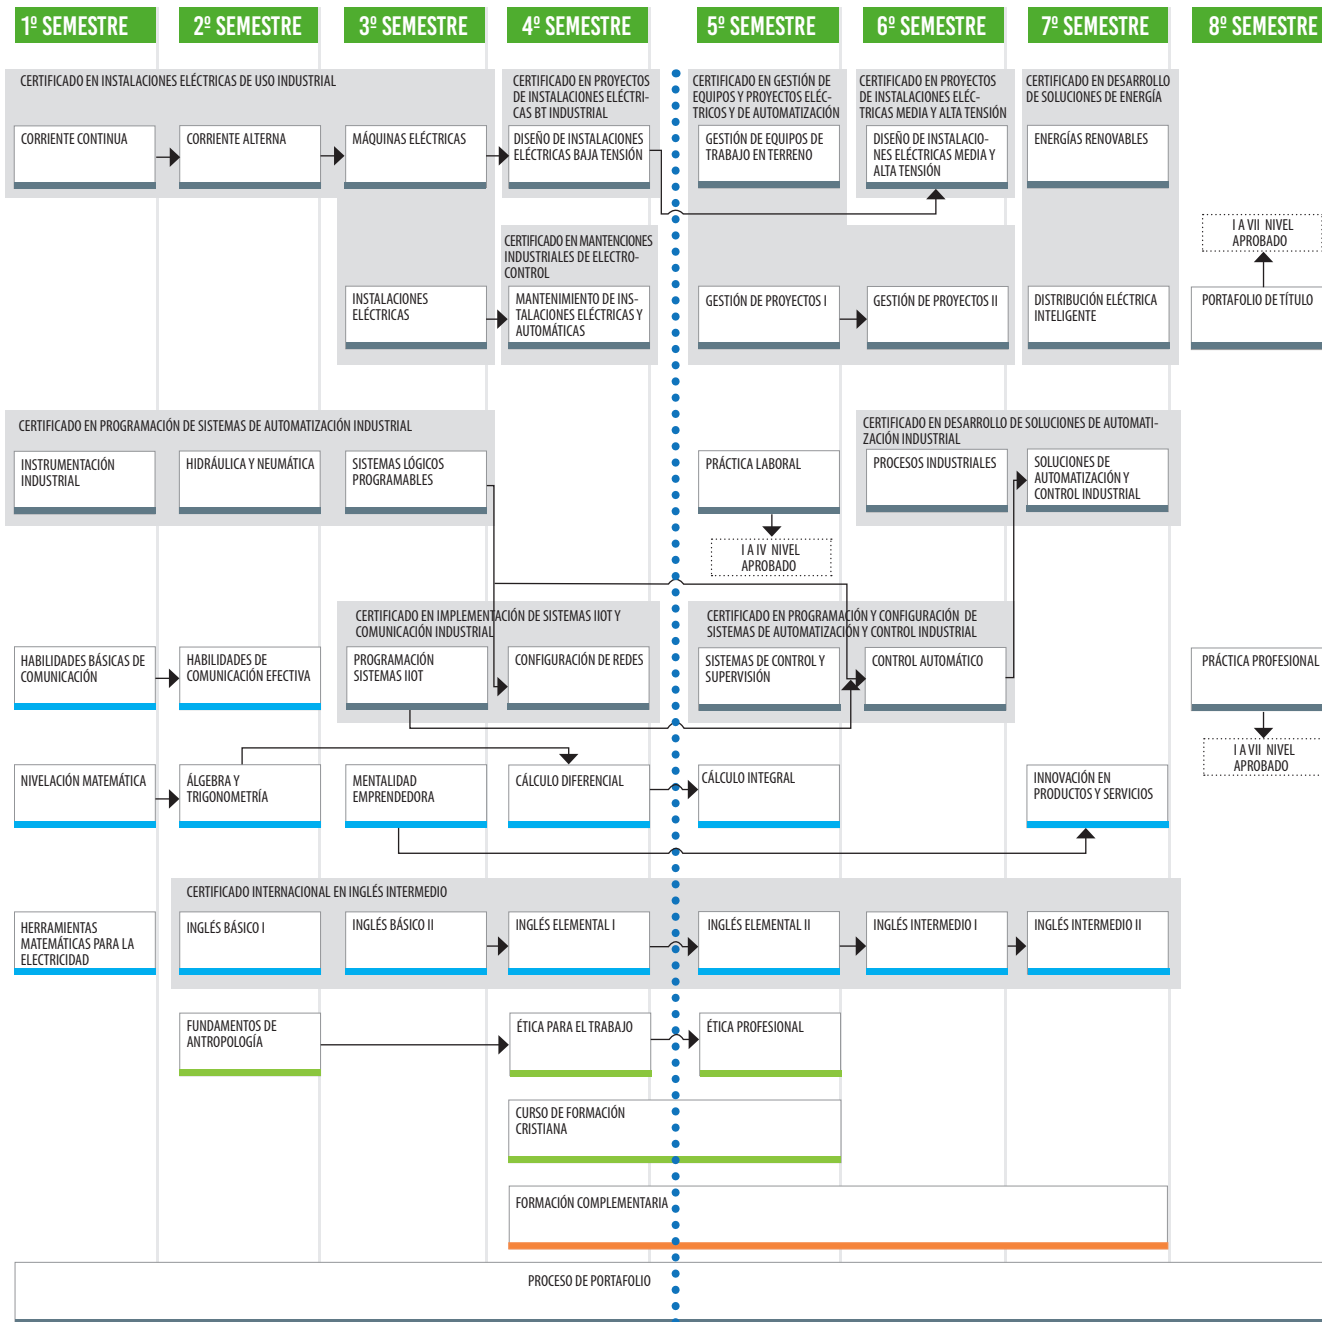 1º SEMESTRE
2º SEMESTRE
3º SEMESTRE
4º SEMESTRE
5º SEMESTRE
6º SEMESTRE
7º SEMESTRE
8º SEMESTRE
CERTIFICADO EN INSTALACIONES ELÉCTRICAS DE USO INDUSTRIAL
CERTIFICADO EN PROYECTOS
DE INSTALACIONES ELÉCTRI-
CAS BT INDUSTRIAL
CERTIFICADO EN GESTIÓN DE
EQUIPOS Y PROYECTOS ELÉC-
TRICOS Y DE AUTOMATIZACIÓN
CERTIFICADO EN PROYECTOS
DE INSTALACIONES ELÉC-
TRICAS MEDIA Y ALTA TENSIÓN
CERTIFICADO EN DESARROLLO
DE SOLUCIONES DE ENERGÍA
CORRIENTE CONTINUA
CORRIENTE ALTERNA
MÁQUINAS ELÉCTRICAS
DISEÑO DE INSTALACIONES
ELÉCTRICAS BAJA TENSIÓN
GESTIÓN DE EQUIPOS DE
TRABAJO EN TERRENO
DISEÑO DE INSTALACIO-
NES ELÉCTRICAS MEDIA Y
ALTA TENSIÓN
ENERGÍAS RENOVABLES
I A VII NIVEL
APROBADO
CERTIFICADO EN MANTENCIONES
INDUSTRIALES DE ELECTRO-
CONTROL
INSTALACIONES
ELÉCTRICAS
MANTENIMIENTO DE INS-
TALACIONES ELÉCTRICAS Y
AUTOMÁTICAS
GESTIÓN DE PROYECTOS I
GESTIÓN DE PROYECTOS II
DISTRIBUCIÓN ELÉCTRICA
INTELIGENTE
PORTAFOLIO DE TÍTULO
CERTIFICADO EN PROGRAMACIÓN DE SISTEMAS DE AUTOMATIZACIÓN INDUSTRIAL
CERTIFICADO EN DESARROLLO DE SOLUCIONES DE AUTOMATI-
ZACIÓN INDUSTRIAL
INSTRUMENTACIÓN
INDUSTRIAL
HIDRÁULICA Y NEUMÁTICA
SISTEMAS LÓGICOS
PROGRAMABLES
PRÁCTICA LABORAL
PROCESOS INDUSTRIALES
SOLUCIONES DE
AUTOMATIZACIÓN Y
CONTROL INDUSTRIAL
I A IV NIVEL
APROBADO
CERTIFICADO EN IMPLEMENTACIÓN DE SISTEMAS IIOT Y
COMUNICACIÓN INDUSTRIAL
CERTIFICADO EN PROGRAMACIÓN Y CONFIGURACIÓN DE
SISTEMAS DE AUTOMATIZACIÓN Y CONTROL INDUSTRIAL
HABILIDADES BÁSICAS DE
COMUNICACIÓN
HABILIDADES DE
COMUNICACIÓN EFECTIVA
PROGRAMACIÓN
SISTEMAS IIOT
CONFIGURACIÓN DE REDES
SISTEMAS DE CONTROL Y
SUPERVISIÓN
CONTROL AUTOMÁTICO
PRÁCTICA PROFESIONAL
I A VII NIVEL
APROBADO
NIVELACIÓN MATEMÁTICA
ÁLGEBRA Y
TRIGONOMETRÍA
MENTALIDAD
EMPRENDEDORA
CÁLCULO DIFERENCIAL
CÁLCULO INTEGRAL
INNOVACIÓN EN
PRODUCTOS Y SERVICIOS
CERTIFICADO INTERNACIONAL EN INGLÉS INTERMEDIO
HERRAMIENTAS
MATEMÁTICAS PARA LA
ELECTRICIDAD
INGLÉS BÁSICO I
INGLÉS BÁSICO II
INGLÉS ELEMENTAL I
INGLÉS ELEMENTAL II
INGLÉS INTERMEDIO I
INGLÉS INTERMEDIO II
FUNDAMENTOS DE
ANTROPOLOGÍA
ÉTICA PARA EL TRABAJO
ÉTICA PROFESIONAL
CURSO DE FORMACIÓN
CRISTIANA
FORMACIÓN COMPLEMENTARIA
PROCESO DE PORTAFOLIO